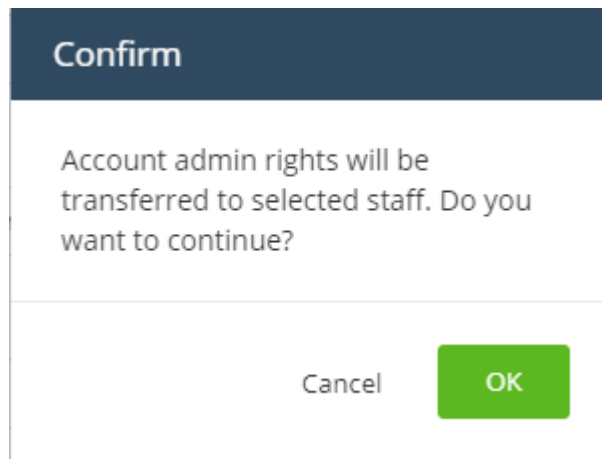 Confirm
Account admin rights will be
transferred to selected staff. Do you
want to continue?
Cancel
OK